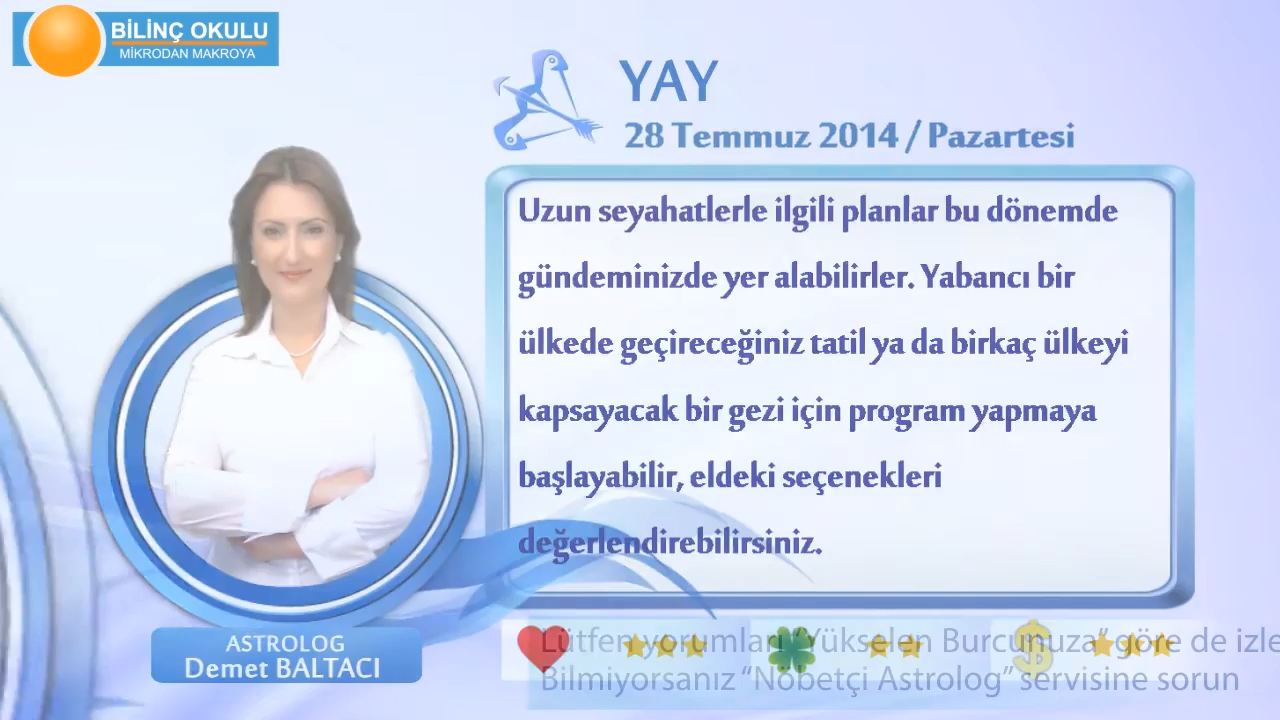 BİLİNÇ OKULU
MİKRODAN MAKROYA
YAY
28 Temmuz 2014 / Pazartesi
Uzun seyahatlerle ilgili planlar bu dönemde
gündeminizde yer alabilirler. Yabancı bir
ülkede geçireceğiniz tatil ya da birkaç ülkeyi
kapsayacak bir gezi için program yapmaya
başlayabilir, eldeki seçenekleri
değerlendirebilirsiniz.
ASTROLOG
Demet BALTACI
Lütfen yorumları "Yükselen Burcunuza" göre de izle
Bilmiyorsanız "Nöbetçi Astrolog" servisine sorun